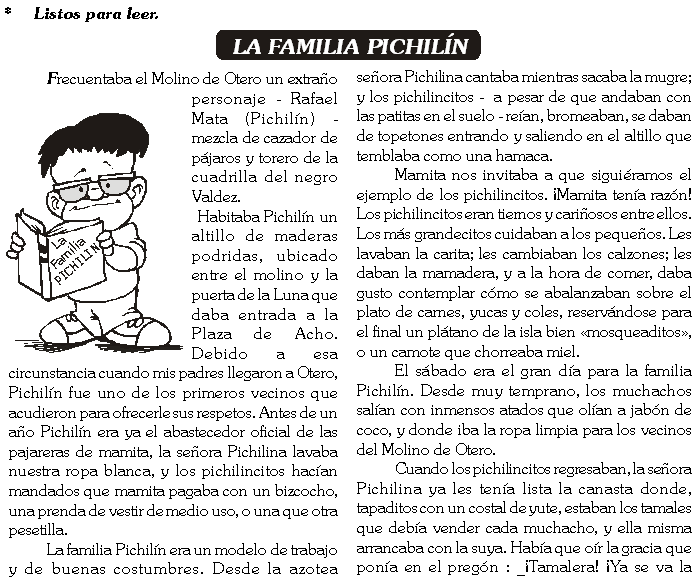 * Listos para leer.
LA FAMILIA PICHILÍN
Frecuentaba el Molino de Otero un extraño
personaje - Rafael
Mata (Pichilín) -
mezcla de cazador de
pájaros y torero de la
cuadrilla del negro
Valdez.
Habitaba Pichilín un
altillo de maderas
podridas, ubicado
entre el molino y la
puerta de la Luna que
daba entrada a la
Plaza de Acho.
Debido a esa
circunstancia cuando mis padres llegaron a Otero,
Pichilín fue uno de los primeros vecinos que
acudieron para ofrecerle sus respetos. Antes de un
año Pichilín era ya el abastecedor oficial de las
pajareras de mamita, la señora Pichilina lavaba
nuestra ropa blanca, y los pichilincitos hacían
mandados que mamita pagaba con un bizcocho,
una prenda de vestir de medio uso, o una que otra
pesetilla.
La familia Pichilín era un modelo de trabajo
y de buenas costumbres. Desde la azotea
La
Familia
PICHILIN
señora Pichilina cantaba mientras sacaba la mugre;
y los pichilincitos - a pesar de que andaban con
las patitas en el suelo - reían, bromeaban, se daban
de topetones entrando y saliendo en el altillo que
temblaba como una hamaca.
Mamita nos invitaba a que siguiéramos el
ejemplo de los pichilincitos. ¡Mamita tenía razón!
Los pichilincitos eran tiernos y cariñosos entre ellos.
Los más grandecitos cuidaban a los pequeños. Les
lavaban la carita; les cambiaban los calzones; les
daban la mamadera, y a la hora de comer, daba
gusto contemplar cómo se abalanzaban sobre el
plato de carnes, yucas y coles, reservándose para
el final un plátano de la isla bien «mosqueaditos»,
o un camote que chorreaba miel.
El sábado era el gran día para la familia
Pichilín. Desde muy temprano, los muchachos
salían con inmensos atados que olían a jabón de
coco, y donde iba la ropa limpia para los vecinos
del Molino de Otero.
Cuando los pichilincitos regresaban, la señora
Pichilina ya les tenía lista la canasta donde,
tapaditos con un costal de yute, estaban los tamales
que debía vender cada muchacho, y ella misma
arrancaba con la suya. Había que oír la gracia que
ponía en el pregón : _¡Tamalera! ¡Ya se va la